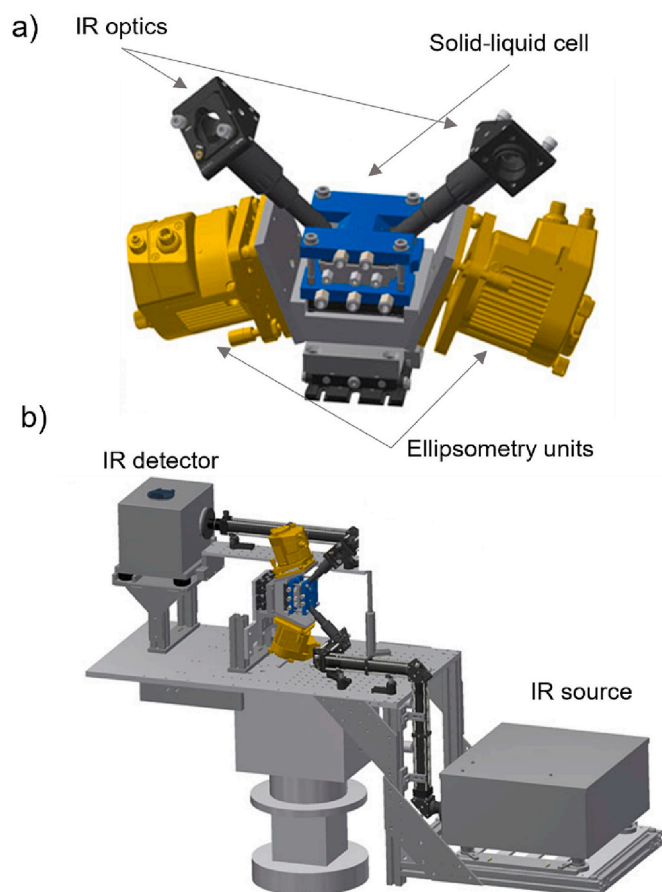 a)
IR optics
Solid-liquid cell
Ellipsometry units
b)
IR detector
IR source